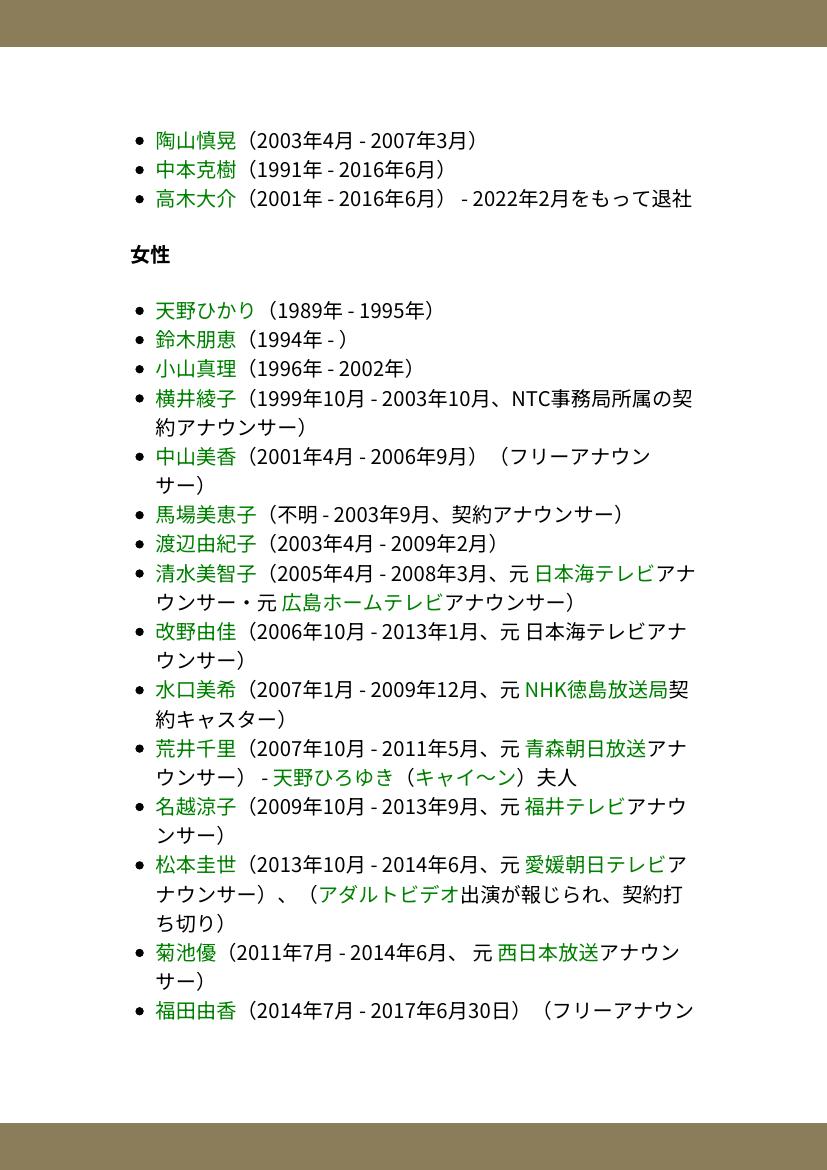 陶山慎晃（2003年4月 - 2007年3月）
中本克樹（1991年 - 2016年6月）
高木大介（2001年 - 2016年6月） - 2022年2月をもって退社
女性
天野ひかり（1989年 - 1995年）
鈴木朋恵（1994年 - ）
小山真理（1996年 - 2002年）
横井綾子（1999年10月 - 2003年10月、NTC事務局所属の契
約アナウンサー）
中山美香（2001年4月 - 2006年9月）（フリーアナウン
サー）
馬場美恵子（不明 - 2003年9月、契約アナウンサー）
渡辺由紀子（2003年4月 - 2009年2月）
清水美智子（2005年4月 - 2008年3月、元 日本海テレビアナ
ウンサー・元 広島ホームテレビアナウンサー）
改野由佳（2006年10月 - 2013年1月、元 日本海テレビアナ
ウンサー）
水口美希（2007年1月 - 2009年12月、元 NHK徳島放送局契
約キャスター）
荒井千里（2007年10月 - 2011年5月、元 青森朝日放送アナ
ウンサー） - 天野ひろゆき（キャイ〜ン）夫人
名越涼子（2009年10月 - 2013年9月、元 福井テレビアナウ
ンサー）
松本圭世（2013年10月 - 2014年6月、元 愛媛朝日テレビア
ナウンサー）、（アダルトビデオ出演が報じられ、契約打
ち切り）
菊池優（2011年7月 - 2014年6月、 元 西日本放送アナウン
サー）
福田由香（2014年7月 - 2017年6月30日）（フリーアナウン